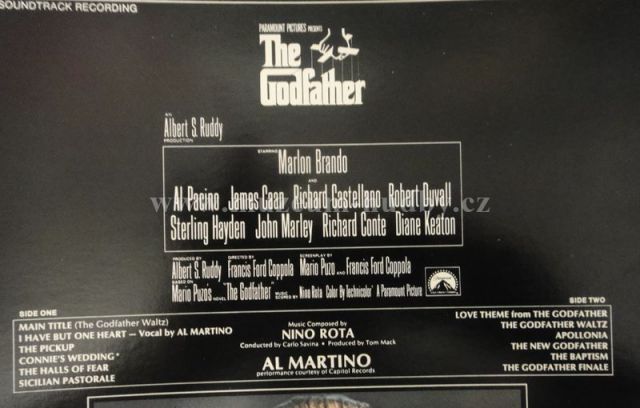 SOUNDTRACK RECORDING
PARAMOUNT PICTURES PRESENTS
The
Godfather
AN
Albert S. Ruddy
PRODUCTION
STARRING
Marlon Brando
AND
Al Pacino James Caan Richard Castellano Robert Duvall
Sterling Hayden John Marley Richard Conte Diane Keaton
PRODUCED BY Albert S. Ruddy DIRECTED BY Francis Ford Coppola SCREENPLAY BY Mario Puzo AND Francis Ford Coppola
BASED ON Mario Puzo's NOVEL "The Godfather" MUSIC SCORED BY Nino Rota Color By Technicolor® A Paramount Picture
SIDE ONE
MAIN TITLE (The Godfather Waltz)
I HAVE BUT ONE HEART – Vocal by AL MARTINO
THE PICKUP
CONNIE'S WEDDING*
THE HALLS OF FEAR
SICILIAN PASTORALE
Music Composed by
NINO ROTA
Conducted by Carlo Savina • Produced by Tom Mack
AL MARTINO
performance courtesy of Capitol Records
SIDE TWO
LOVE THEME from THE GODFATHER
THE GODFATHER WALTZ
APOLLONIA
THE NEW GODFATHER
THE BAPTISM
THE GODFATHER FINALE